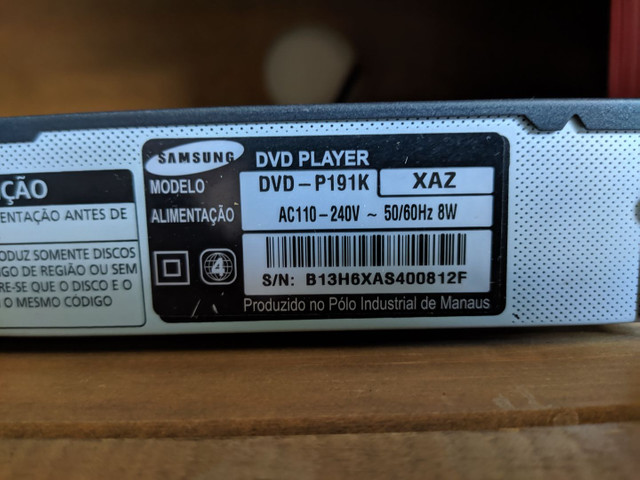 ÇÃO
ENTAÇÃO ANTES DE
ODUZ SOMENTE DISCOS
IGO DE REGIÃO OU SEM
RE-SE QUE O DISCO E O
O MESMO CÓDIGO
SAMSUNG DVD PLAYER
MODELO DVD-P191K XAZ
ALIMENTAÇÃO AC110-240V ~ 50/60Hz 8W
4
S/N: B13H6XAS400812F
Produzido no Pólo Industrial de Manaus